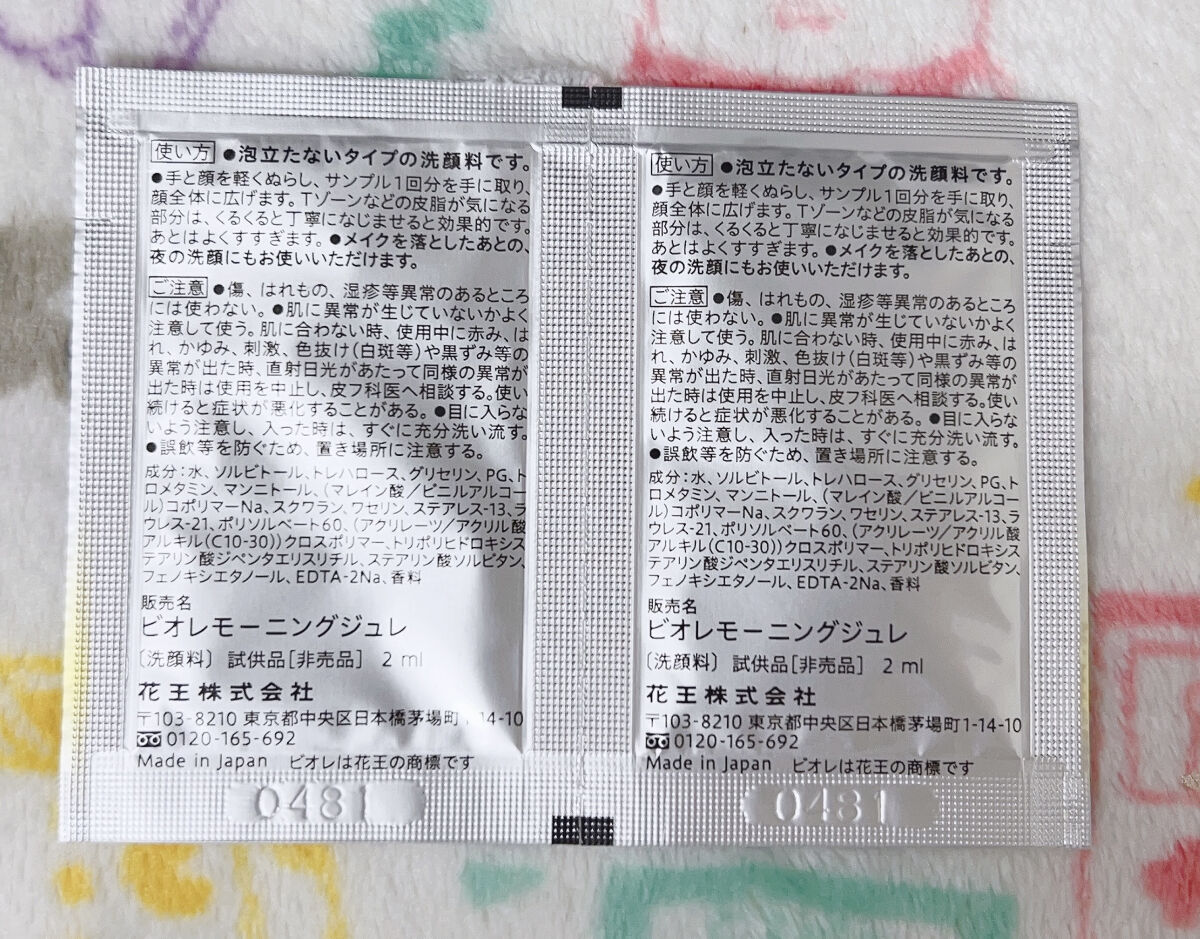 使い方 ●泡立たないタイプの洗顔料です。
●手と顔を軽くぬらし、サンプル1回分を手に取り、
顔全体に広げます。Tゾーンなどの皮脂が気になる
部分は、くるくると丁寧になじませると効果的です。
あとはよくすすぎます。●メイクを落としたあとの、
夜の洗顔にもお使いいただけます。
ご注意 ●傷、はれもの、湿疹等異常のあるところ
には使わない。●肌に異常が生じていないかよく
注意して使う。肌に合わない時、使用中に赤み、は
れ、かゆみ、刺激、色抜け(白斑等)や黒ずみ等の
異常が出た時、直射日光があたって同様の異常が
出た時は使用を中止し、皮フ科医へ相談する。使い
続けると症状が悪化することがある。●目に入らな
いよう注意し、入った時は、すぐに充分洗い流す。
●誤飲等を防ぐため、置き場所に注意する。
成分:水、ソルビトール、トレハロース、グリセリン、PG、ト
ロメタミン、マンニトール、(マレイン酸/ビニルアルコー
ル)コポリマーNa、スクワラン、ワセリン、ステアレス-13、ラ
ウレス-21、ポリソルベート60、(アクリレーツ/アクリル酸
アルキル(C10-30))クロスポリマー、トリポリヒドロキシス
テアリン酸ジペンタエリスリチル、ステアリン酸ソルビタン、
フェノキシエタノール、EDTA-2Na、香料
販売名
ビオレモーニングジュレ
〔洗顔料〕 試供品[非売品] 2 ml
花王株式会社
〒103-8210 東京都中央区日本橋茅場町 14-10
0120-165-692
Made in Japan ビオレは花王の商標です
0481
使い方 ●泡立たないタイプの洗顔料です。
●手と顔を軽くぬらし、サンプル1回分を手に取り、
顔全体に広げます。Tゾーンなどの皮脂が気になる
部分は、くるくると丁寧になじませると効果的です。
あとはよくすすぎます。●メイクを落としたあとの、
夜の洗顔にもお使いいただけます。
ご注意 ●傷、はれもの、湿疹等異常のあるところ
には使わない。●肌に異常が生じていないかよく
注意して使う。肌に合わない時、使用中に赤み、は
れ、かゆみ、刺激、色抜け(白斑等)や黒ずみ等の
異常が出た時、直射日光があたって同様の異常が
出た時は使用を中止し、皮フ科医へ相談する。使い
続けると症状が悪化することがある。●目に入らな
いよう注意し、入った時は、すぐに充分洗い流す。
●誤飲等を防ぐため、置き場所に注意する。
成分:水、ソルビトール、トレハロース、グリセリン、PG、ト
ロメタミン、マンニトール、(マレイン酸/ビニルアルコー
ル)コポリマーNa、スクワラン、ワセリン、ステアレス-13、ラ
ウレス-21、ポリソルベート60、(アクリレーツ/アクリル酸
アルキル(C10-30))クロスポリマー、トリポリヒドロキシス
テアリン酸ジペンタエリスリチル、ステアリン酸ソルビタン、
フェノキシエタノール、EDTA-2Na、香料
販売名
ビオレモーニングジュレ
〔洗顔料〕 試供品[非売品] 2 ml
花王株式会社
〒103-8210 東京都中央区日本橋茅場町1-14-10
0120-165-692
Made in Japan ビオレは花王の商標です
0481